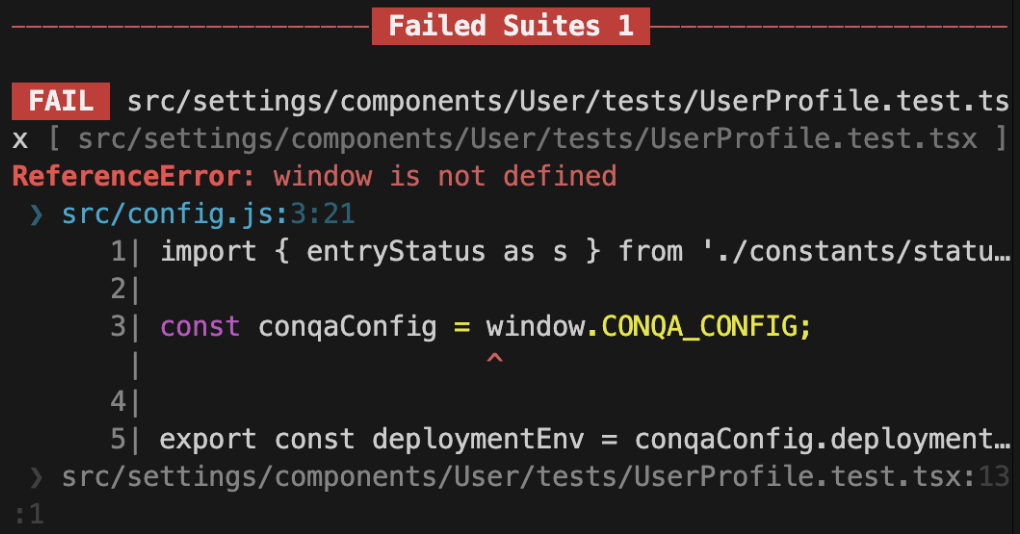 Failed Suites 1
FAIL src/settings/components/User/tests/UserProfile.test.ts
x [ src/settings/components/User/tests/UserProfile.test.tsx ]
ReferenceError: window is not defined
❯ src/config.js:3:21
1| import { entryStatus as s } from './constants/statu…
2|
3| const conqaConfig = window.CONQA_CONFIG;
| ^
4|
5| export const deploymentEnv = conqaConfig.deployment…
❯ src/settings/components/User/tests/UserProfile.test.tsx:13
:1